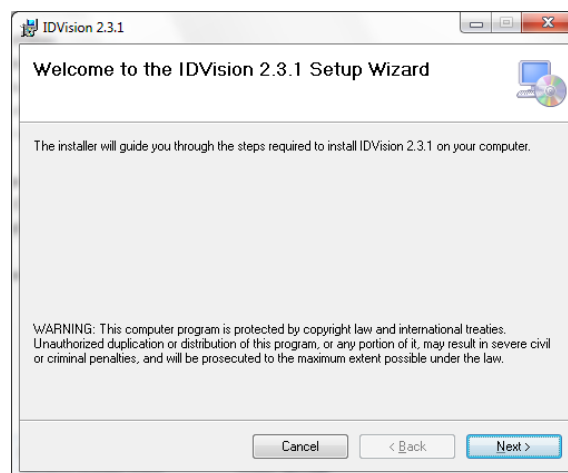 IDVision 2.3.1
Welcome to the IDVision 2.3.1 Setup Wizard
The installer will guide you through the steps required to install IDVision 2.3.1 on your computer.
WARNING: This computer program is protected by copyright law and international treaties.
Unauthorized duplication or distribution of this program, or any portion of it, may result in severe civil
or criminal penalties, and will be prosecuted to the maximum extent possible under the law.
Cancel < Back Next >